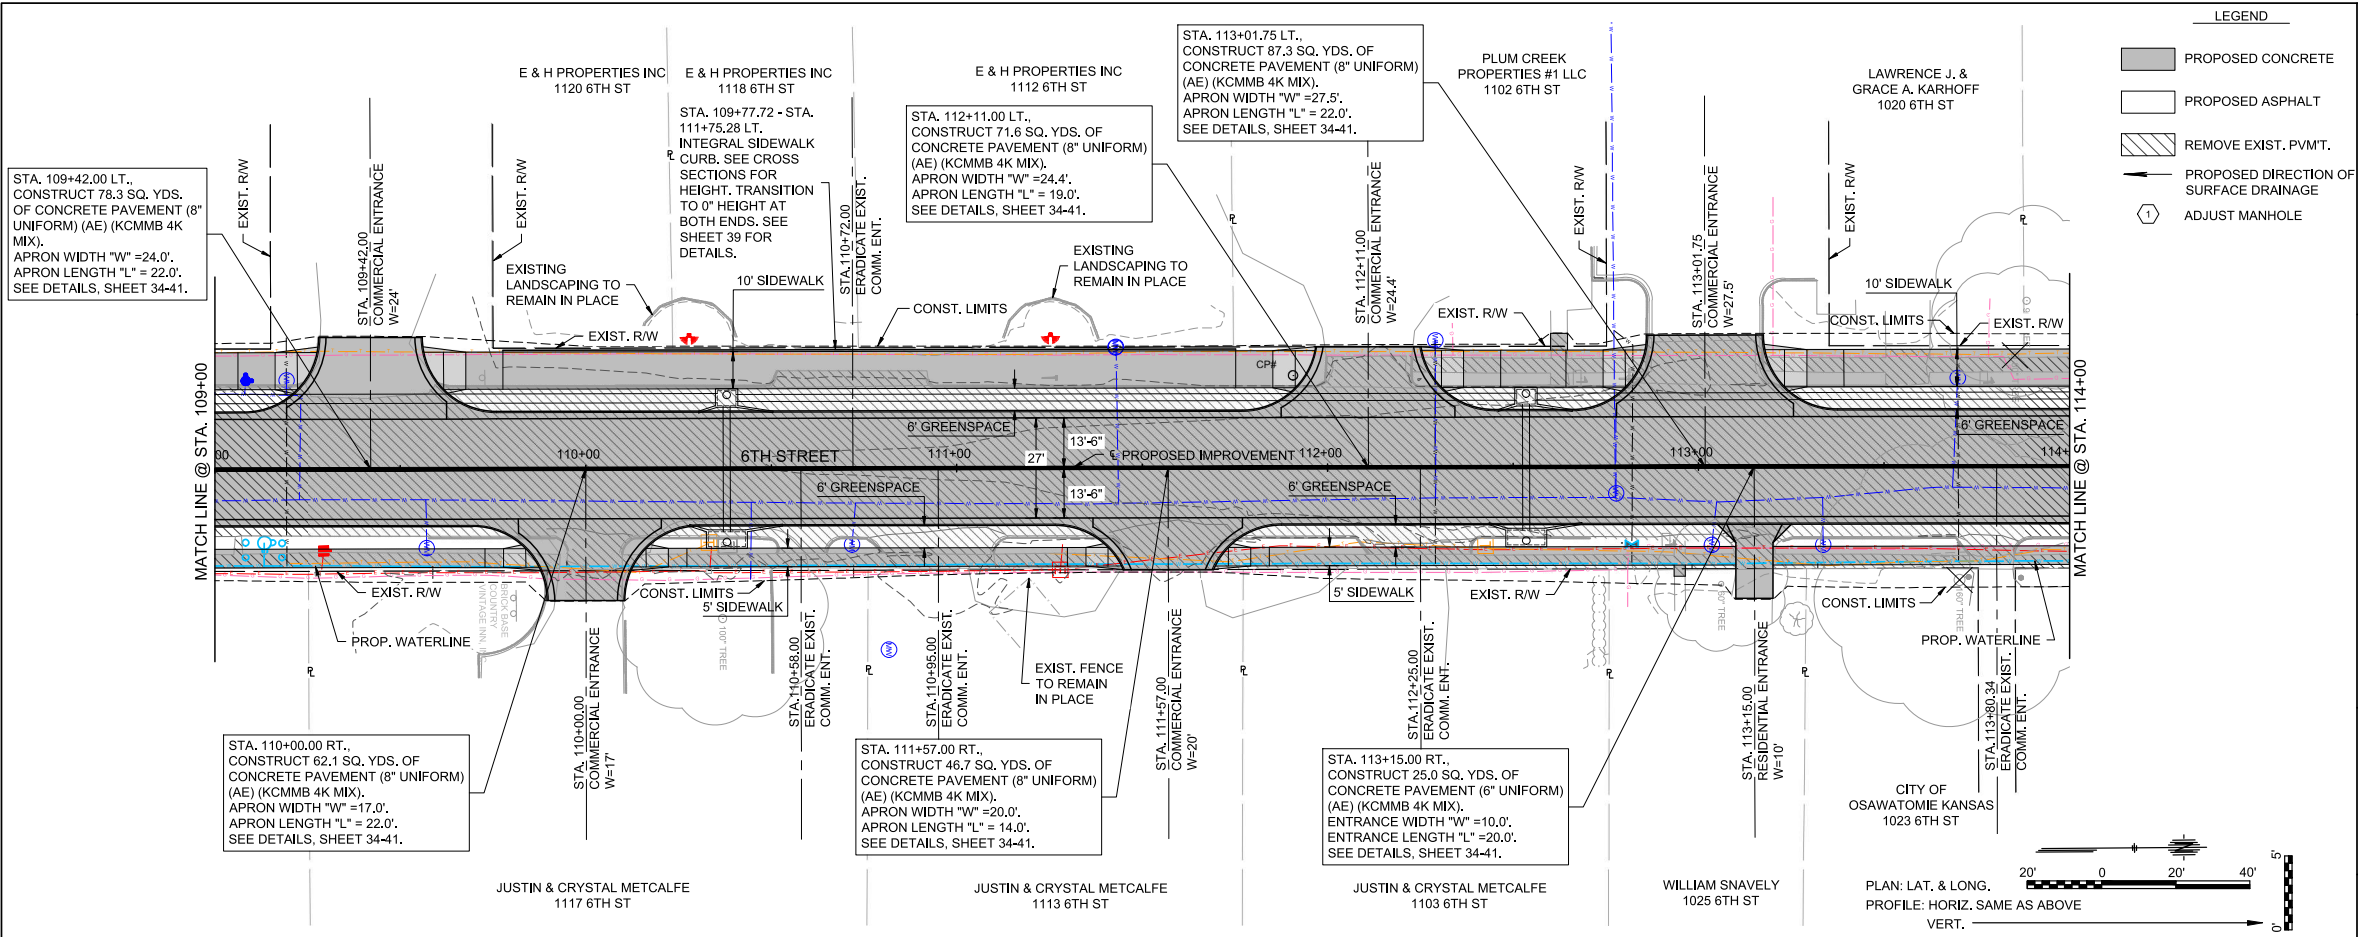 LEGEND
PROPOSED CONCRETE
PROPOSED ASPHALT
REMOVE EXIST. PVM'T.
PROPOSED DIRECTION OF
SURFACE DRAINAGE
1
ADJUST MANHOLE
STA. 109+42.00 LT.,
CONSTRUCT 78.3 SQ. YDS.
OF CONCRETE PAVEMENT (8"
UNIFORM) (AE) (KCMMB 4K
MIX).
APRON WIDTH "W" =24.0'.
APRON LENGTH "L" = 22.0'.
SEE DETAILS, SHEET 34-41.
EXIST. R/W
STA. 109+42.00
COMMERCIAL ENTRANCE
W=24'
EXIST. R/W
E & H PROPERTIES INC
1120 6TH ST
E & H PROPERTIES INC
1118 6TH ST
STA. 109+77.72 - STA.
111+75.28 LT.
INTEGRAL SIDEWALK
CURB. SEE CROSS
SECTIONS FOR
HEIGHT. TRANSITION
TO 0" HEIGHT AT
BOTH ENDS. SEE
SHEET 39 FOR
DETAILS.
EXISTING
LANDSCAPING TO
REMAIN IN PLACE
EXIST. R/W
10' SIDEWALK
STA.110+72.00
ERADICATE EXIST.
COMM. ENT.
E & H PROPERTIES INC
1112 6TH ST
STA. 112+11.00 LT.,
CONSTRUCT 71.6 SQ. YDS. OF
CONCRETE PAVEMENT (8" UNIFORM)
(AE) (KCMMB 4K MIX).
APRON WIDTH "W" =24.4'.
APRON LENGTH "L" = 19.0'.
SEE DETAILS, SHEET 34-41.
EXISTING
LANDSCAPING TO
REMAIN IN PLACE
CONST. LIMITS
STA. 113+01.75 LT.,
CONSTRUCT 87.3 SQ. YDS. OF
CONCRETE PAVEMENT (8" UNIFORM)
(AE) (KCMMB 4K MIX).
APRON WIDTH "W" =27.5'.
APRON LENGTH "L" = 22.0'.
SEE DETAILS, SHEET 34-41.
STA. 112+11.00
COMMERCIAL ENTRANCE
W=24.4'
PLUM CREEK
PROPERTIES #1 LLC
1102 6TH ST
EXIST. R/W
EXIST. R/W
STA. 113+01.75
COMMERCIAL ENTRANCE
W=27.5'
LAWRENCE J. &
GRACE A. KARHOFF
1020 6TH ST
EXIST. R/W
10' SIDEWALK
CONST. LIMITS
EXIST. R/W
CP#
MATCH LINE @ STA. 109+00
MATCH LINE @ STA. 114+00
6' GREENSPACE
6' GREENSPACE
13'-6"
27'
110+00
6TH STREET
111+00
℄ PROPOSED IMPROVEMENT
112+00
113+00
114+
13'-6"
6' GREENSPACE
6' GREENSPACE
EXIST. R/W
PROP. WATERLINE
BRICK BASE
COUNTRY
VINTAGE INN,
CONST. LIMITS
5' SIDEWALK
100' TREE
STA. 110+00.00
COMMERCIAL ENTRANCE
W=17'
STA.110+58.00
ERADICATE EXIST.
COMM. ENT.
STA.110+95.00
ERADICATE EXIST.
COMM. ENT.
EXIST. FENCE
TO REMAIN
IN PLACE
STA. 111+57.00
COMMERCIAL ENTRANCE
W=20'
5' SIDEWALK
EXIST. R/W
STA.112+25.00
ERADICATE EXIST.
COMM. ENT.
STA. 113+15.00
RESIDENTIAL ENTRANCE
W=10'
CONST. LIMITS
PROP. WATERLINE
STA.113+80.34
ERADICATE EXIST.
COMM. ENT.
STA. 110+00.00 RT.,
CONSTRUCT 62.1 SQ. YDS. OF
CONCRETE PAVEMENT (8" UNIFORM)
(AE) (KCMMB 4K MIX).
APRON WIDTH "W" =17.0'.
APRON LENGTH "L" = 22.0'.
SEE DETAILS, SHEET 34-41.
STA. 111+57.00 RT.,
CONSTRUCT 46.7 SQ. YDS. OF
CONCRETE PAVEMENT (8" UNIFORM)
(AE) (KCMMB 4K MIX).
APRON WIDTH "W" =20.0'.
APRON LENGTH "L" = 14.0'.
SEE DETAILS, SHEET 34-41.
STA. 113+15.00 RT.,
CONSTRUCT 25.0 SQ. YDS. OF
CONCRETE PAVEMENT (6" UNIFORM)
(AE) (KCMMB 4K MIX).
ENTRANCE WIDTH "W" =10.0'.
ENTRANCE LENGTH "L" =20.0'.
SEE DETAILS, SHEET 34-41.
CITY OF
OSAWATOMIE KANSAS
1023 6TH ST
JUSTIN & CRYSTAL METCALFE
1117 6TH ST
JUSTIN & CRYSTAL METCALFE
1113 6TH ST
JUSTIN & CRYSTAL METCALFE
1103 6TH ST
WILLIAM SNAVELY
1025 6TH ST
PLAN: LAT. & LONG.
20' 0 20' 40'
PROFILE: HORIZ. SAME AS ABOVE
VERT.
5'
0'